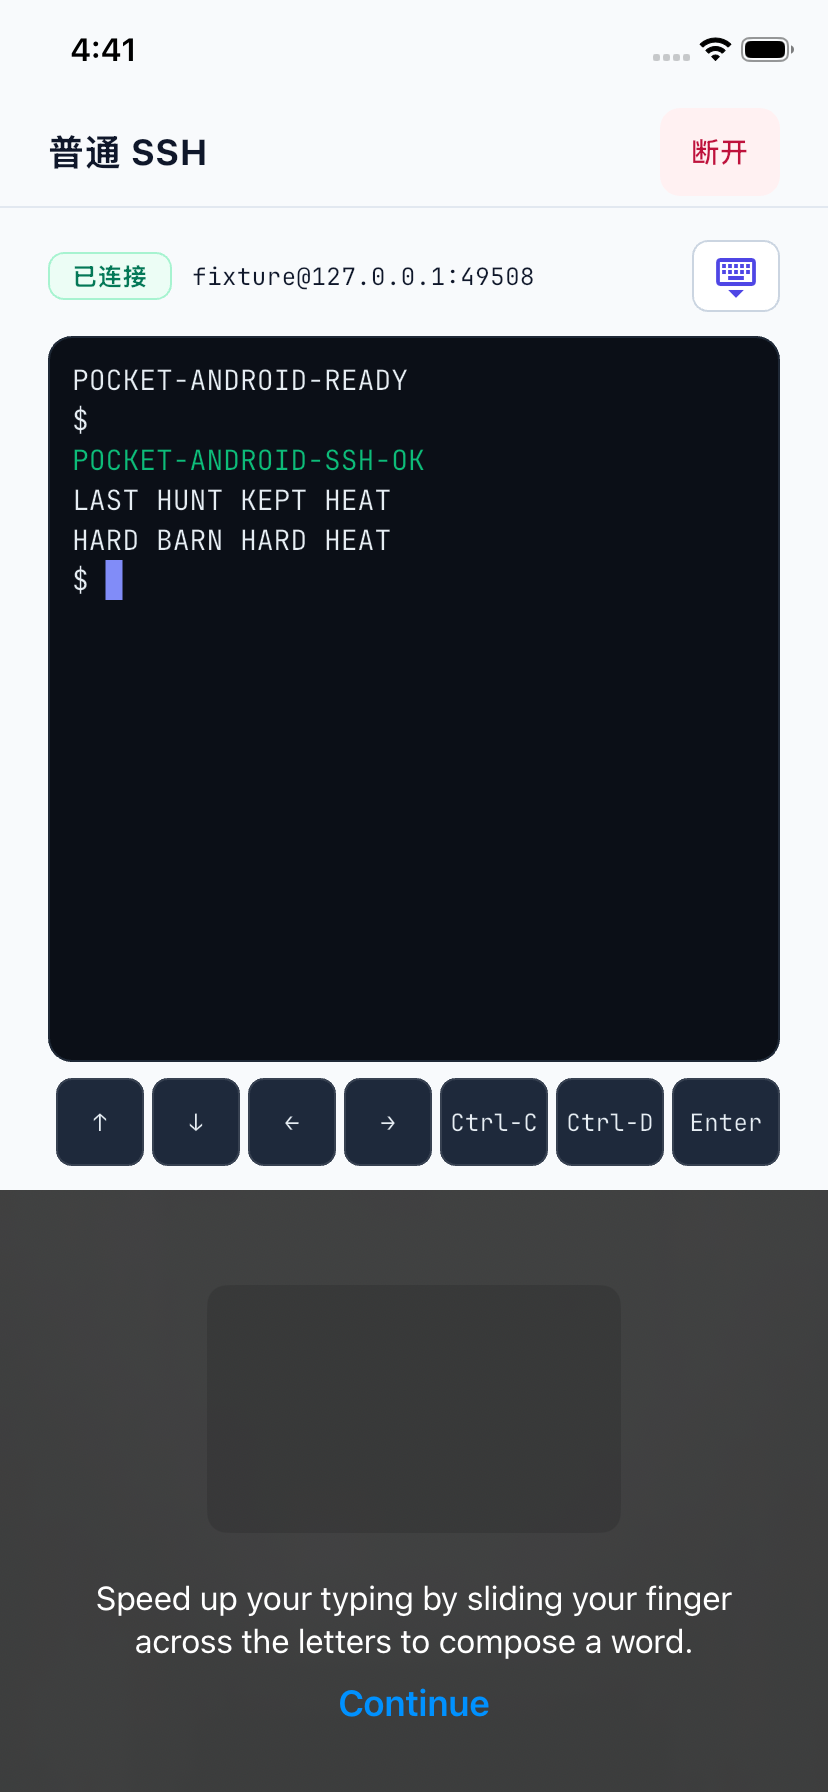 4:41
普通 SSH
断开
已连接 fixture@127.0.0.1:49508
POCKET-ANDROID-READY
$
POCKET-ANDROID-SSH-OK
LAST HUNT KEPT HEAT
HARD BARN HARD HEAT
$
↑ ↓ ← → Ctrl-C Ctrl-D Enter
Speed up your typing by sliding your finger
across the letters to compose a word.
Continue